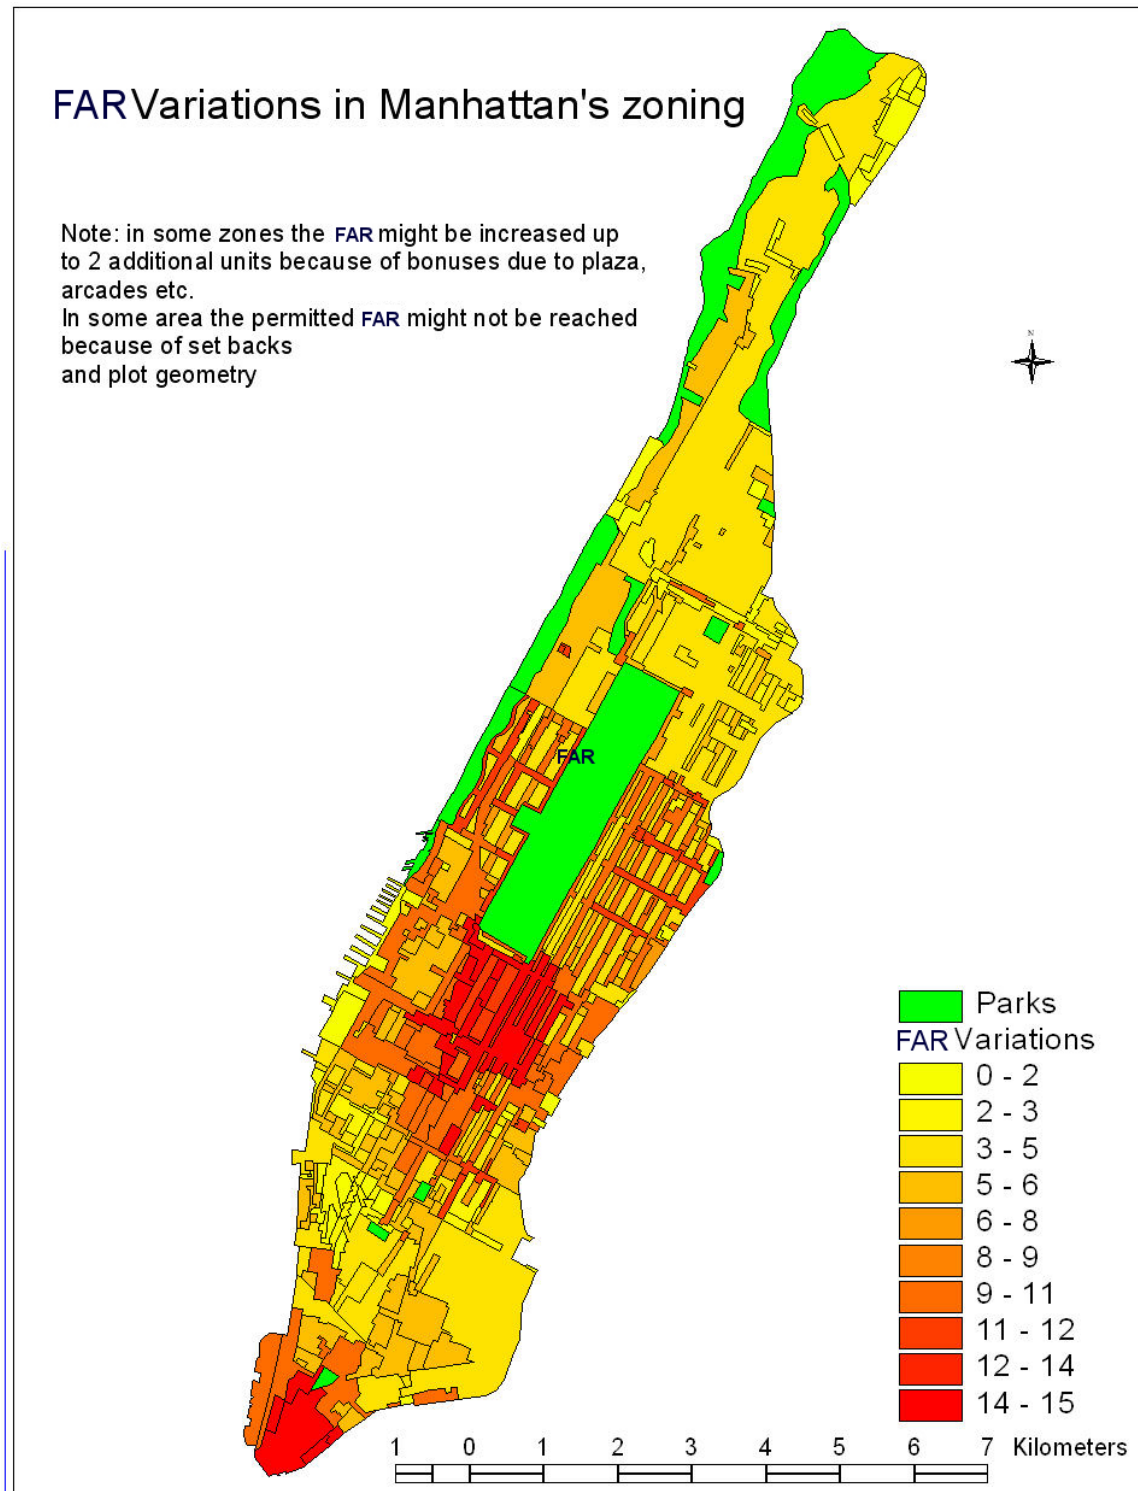 FAR Variations in Manhattan's zoning
Note: in some zones the FAR might be increased up
to 2 additional units because of bonuses due to plaza,
arcades etc.
In some area the permitted FAR might not be reached
because of set backs
and plot geometry
N
FAR
Parks
FAR Variations
0 - 2
2 - 3
3 - 5
5 - 6
6 - 8
8 - 9
9 - 11
11 - 12
12 - 14
14 - 15
1 0 1 2 3 4 5 6 7 Kilometers